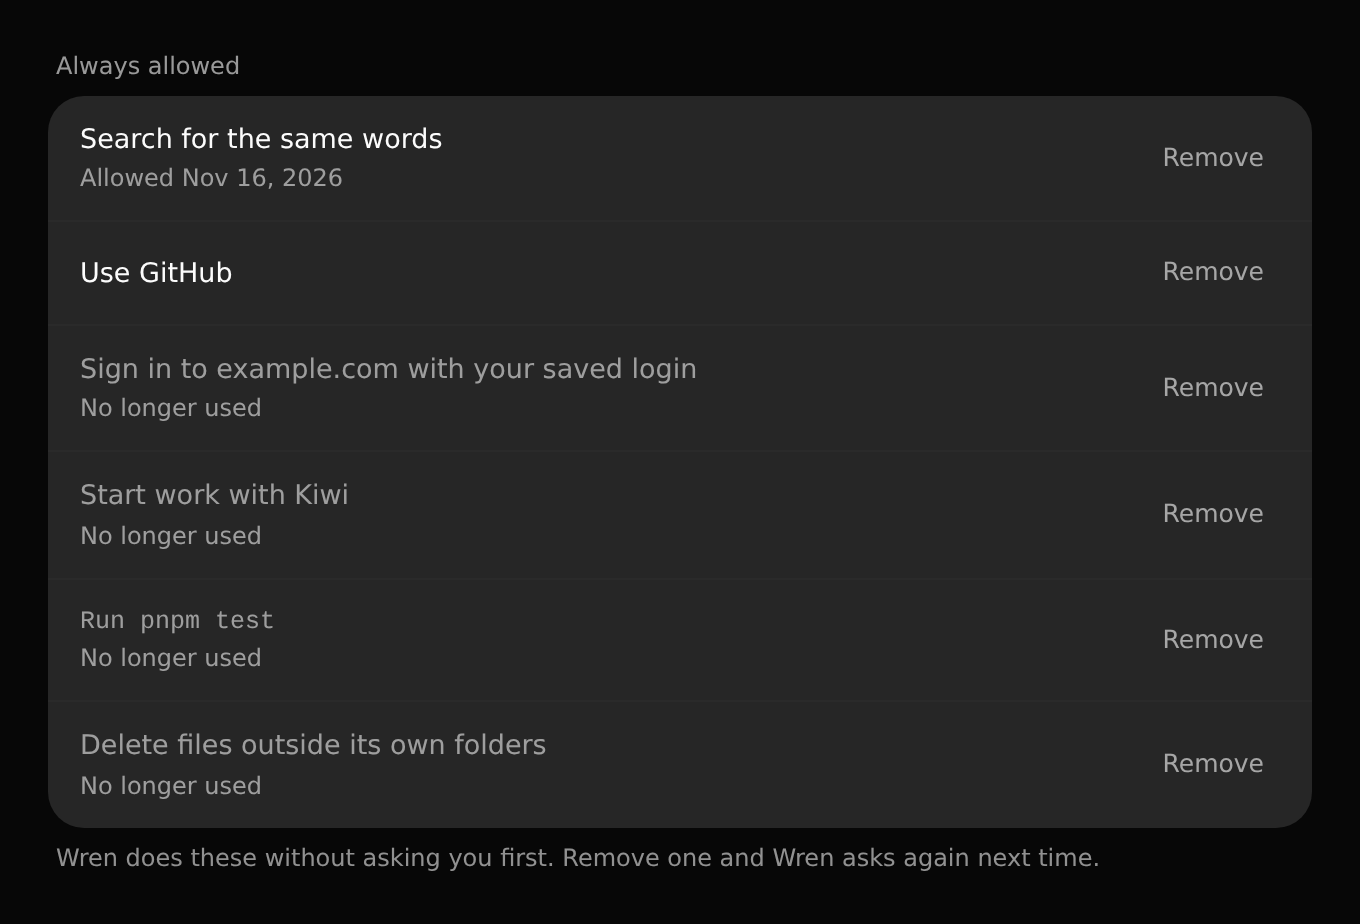 Always allowed
Search for the same words
Allowed Nov 16, 2026
Remove
Use GitHub
Remove
Sign in to example.com with your saved login
No longer used
Remove
Start work with Kiwi
No longer used
Remove
Run pnpm test
No longer used
Remove
Delete files outside its own folders
No longer used
Remove
Wren does these without asking you first. Remove one and Wren asks again next time.